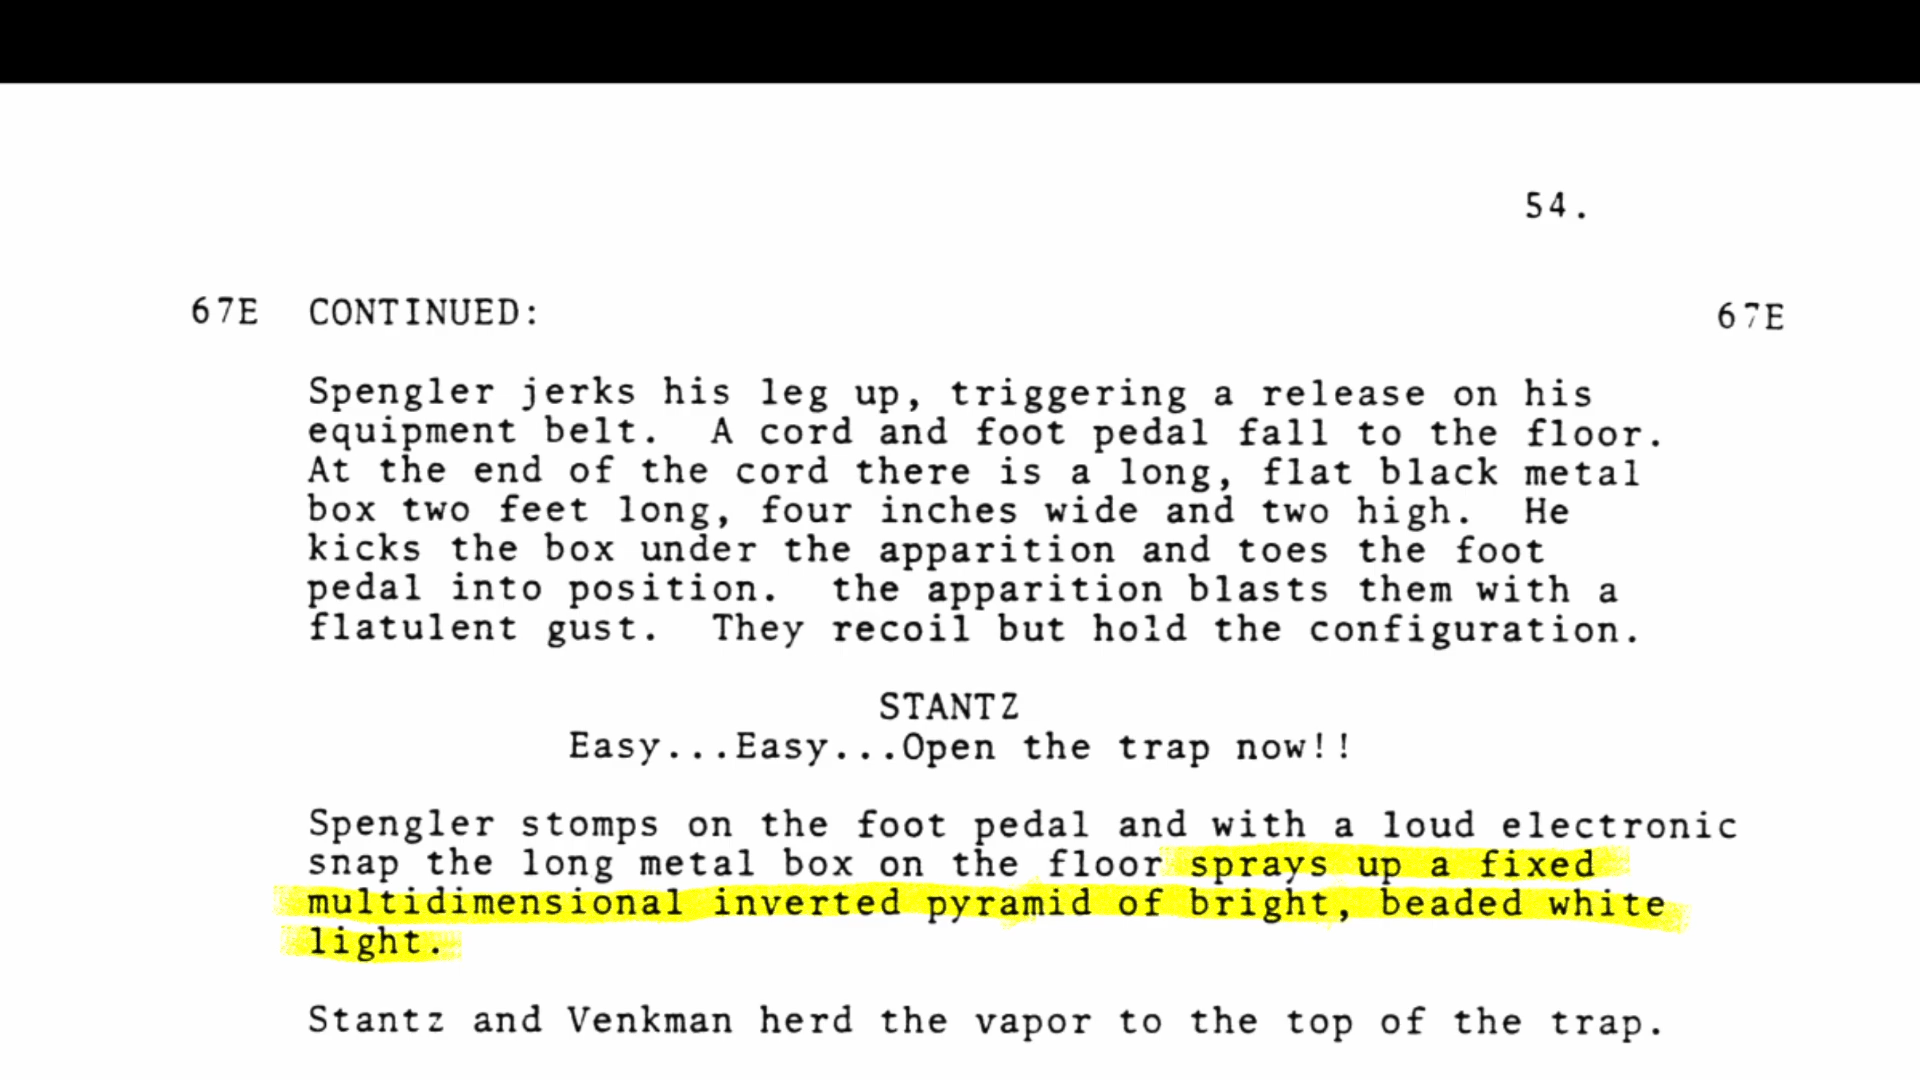 54.
67E CONTINUED: 67E
Spengler jerks his leg up, triggering a release on his
equipment belt.  A cord and foot pedal fall to the floor.
At the end of the cord there is a long, flat black metal
box two feet long, four inches wide and two high.  He
kicks the box under the apparition and toes the foot
pedal into position.  the apparition blasts them with a
flatulent gust.  They recoil but hold the configuration.
STANTZ
Easy...Easy...Open the trap now!!
Spengler stomps on the foot pedal and with a loud electronic
snap the long metal box on the floor sprays up a fixed
multidimensional inverted pyramid of bright, beaded white
light.
Stantz and Venkman herd the vapor to the top of the trap.